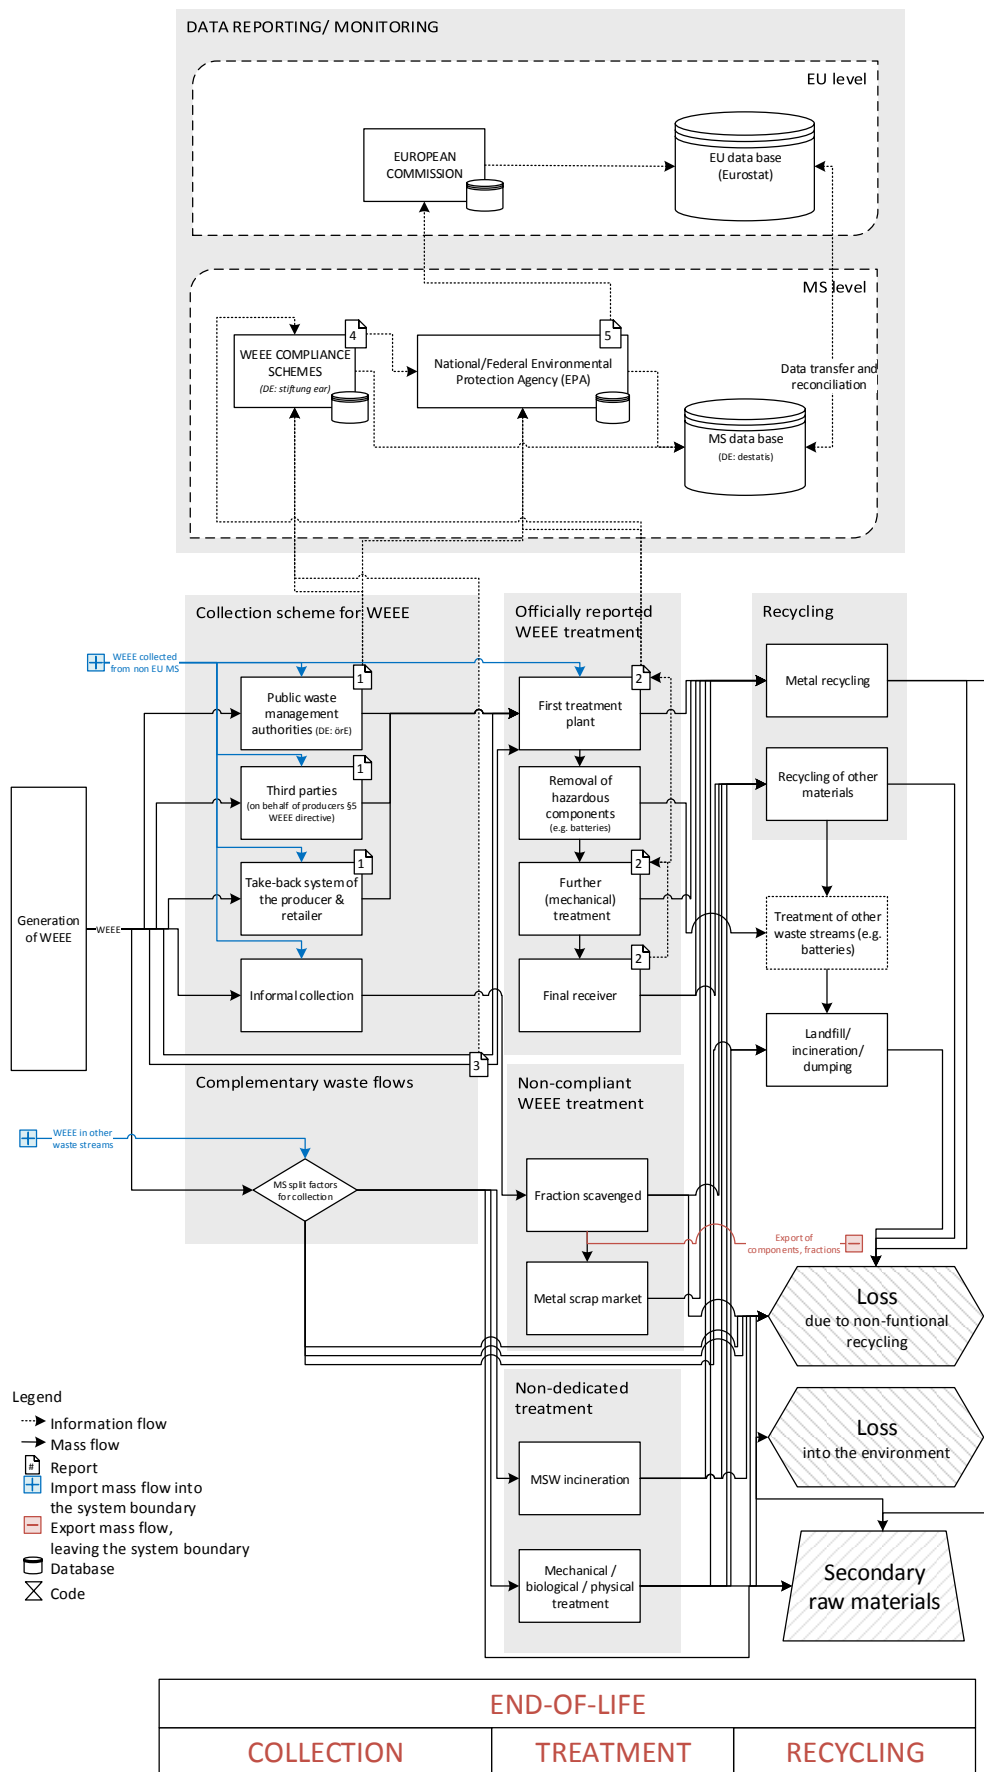 DATA REPORTING/ MONITORING
EU level
EUROPEAN
COMMISSION
EU data base
(Eurostat)
MS level
4
5
WEEE COMPLIANCE
SCHEMES
(DE: stiftung ear)
National/Federal Environmental
Protection Agency (EPA)
Data transfer and
reconciliation
MS data base
(DE: destatis)
Collection scheme for WEEE
Officially reported
WEEE treatment
Recycling
WEEE collected
from non EU MS
1
2
Public waste
management
authorities (DE: örE)
First treatment
plant
Metal recycling
1
Third parties
(on behalf of producers §5
WEEE directive)
Removal of
hazardous
components
(e.g. batteries)
Recycling of other
materials
1
2
Take-back system of
the producer &
retailer
Further
(mechanical)
treatment
Treatment of other
waste streams (e.g.
batteries)
Generation
of WEEE
WEEE
2
Informal collection
Final receiver
Landfill/
incineration/
dumping
3
Complementary waste flows
Non-compliant
WEEE treatment
WEEE in other
waste streams
MS split factors
for collection
Fraction scavenged
Export of
components, fractions
Metal scrap market
Loss
due to non-funtional
recycling
Non-dedicated
treatment
Loss
into the environment
MSW incineration
Mechanical /
biological / physical
treatment
Secondary
raw materials
Legend
Information flow
Mass flow
# Report
Import mass flow into
the system boundary
Export mass flow,
leaving the system boundary
Database
Code
END-OF-LIFE
COLLECTION
TREATMENT
RECYCLING